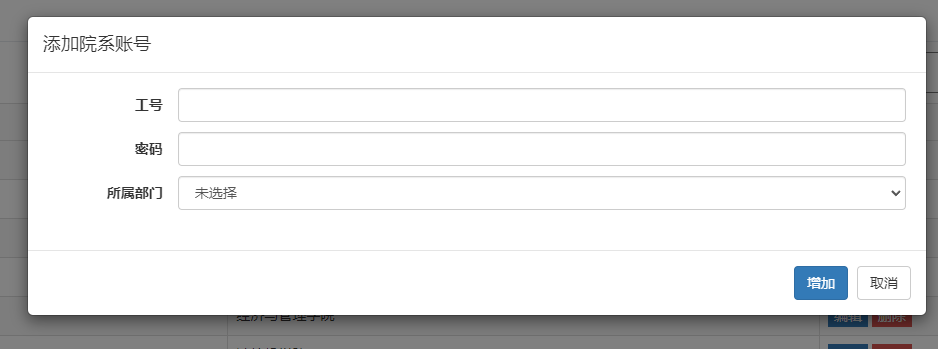 添加院系账号
工号
密码
所属部门 未选择
增加 取消
经济与管理学院 编辑 删除